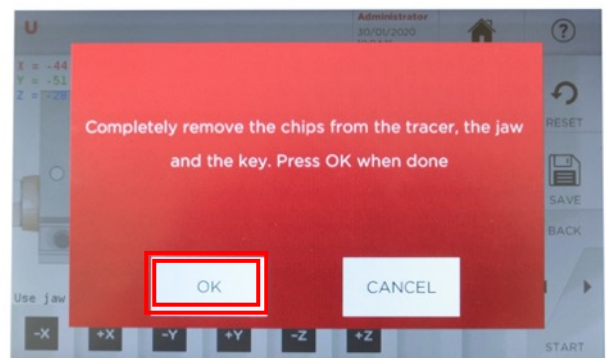 U
Administrator
30/01/2020
X = -44
Y = -51
Z = -28
RESET
SAVE
BACK
Completely remove the chips from the tracer, the jaw
and the key. Press OK when done
OK
CANCEL
Use jaw
-X
+X
-Y
+Y
-Z
+Z
START